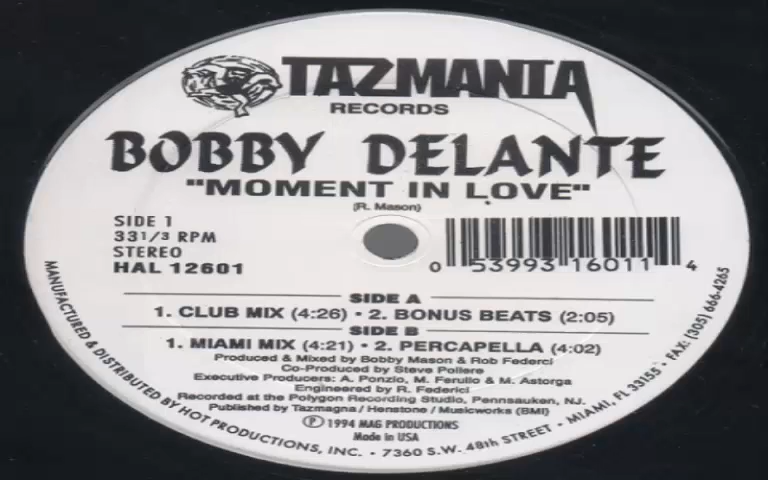 TAZMANIA
RECORDS
BOBBY DELANTE
"MOMENT IN LOVE"
(R. Mason)
SIDE 1
33 1/3 RPM
STEREO
HAL 12601
0 53993 16011 4
SIDE A
1. CLUB MIX (4:26) • 2. BONUS BEATS (2:05)
SIDE B
1. MIAMI MIX (4:21) • 2. PERCAPELLA (4:02)
Produced & Mixed by Bobby Mason & Rob Federci
Co-Produced by Steve Pollere
Executive Producers: A. Ponzio, M. Ferullo & M. Astorga
Engineered by R. Federici
Recorded at the Polygon Recording Studio, Pennsauken, NJ.
Published by Tazmagna / Henstone / Musicworks (BMI)
Ⓟ 1994 MAG PRODUCTIONS
Made in USA
MANUFACTURED & DISTRIBUTED BY HOT PRODUCTIONS, INC. • 7360 S.W. 48th STREET • MIAMI, FL 33155 • FAX: (305) 666-4265